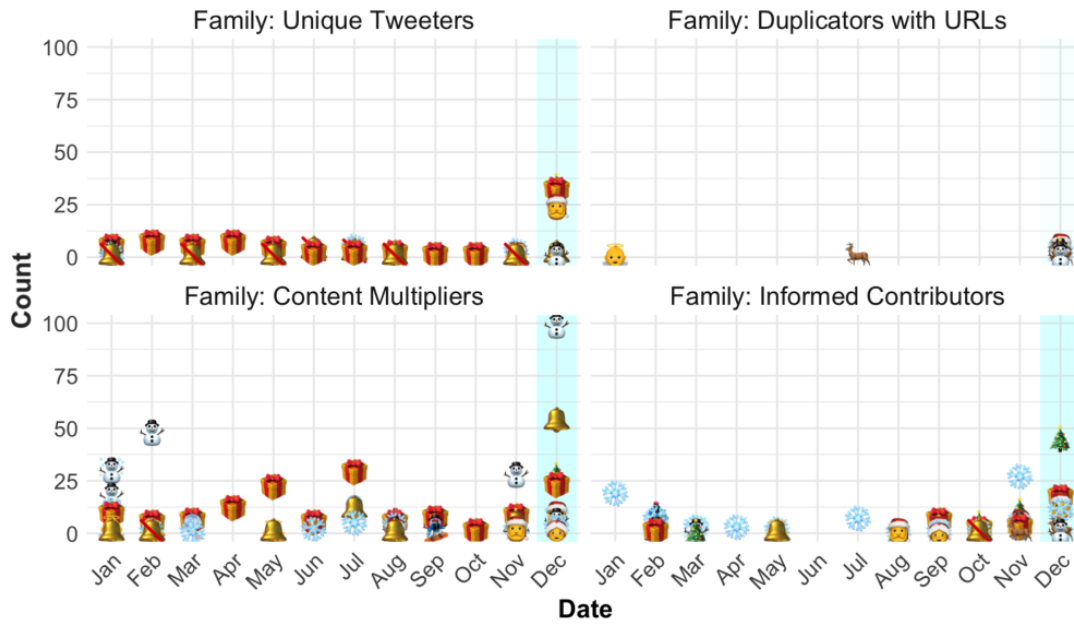 Family: Unique Tweeters
Family: Duplicators with URLs
100
75
50
25
0
Family: Content Multipliers
Family: Informed Contributors
100
75
50
25
0
Count
Jan Feb Mar Apr May Jun Jul Aug Sep Oct Nov Dec
Jan Feb Mar Apr May Jun Jul Aug Sep Oct Nov Dec
Date